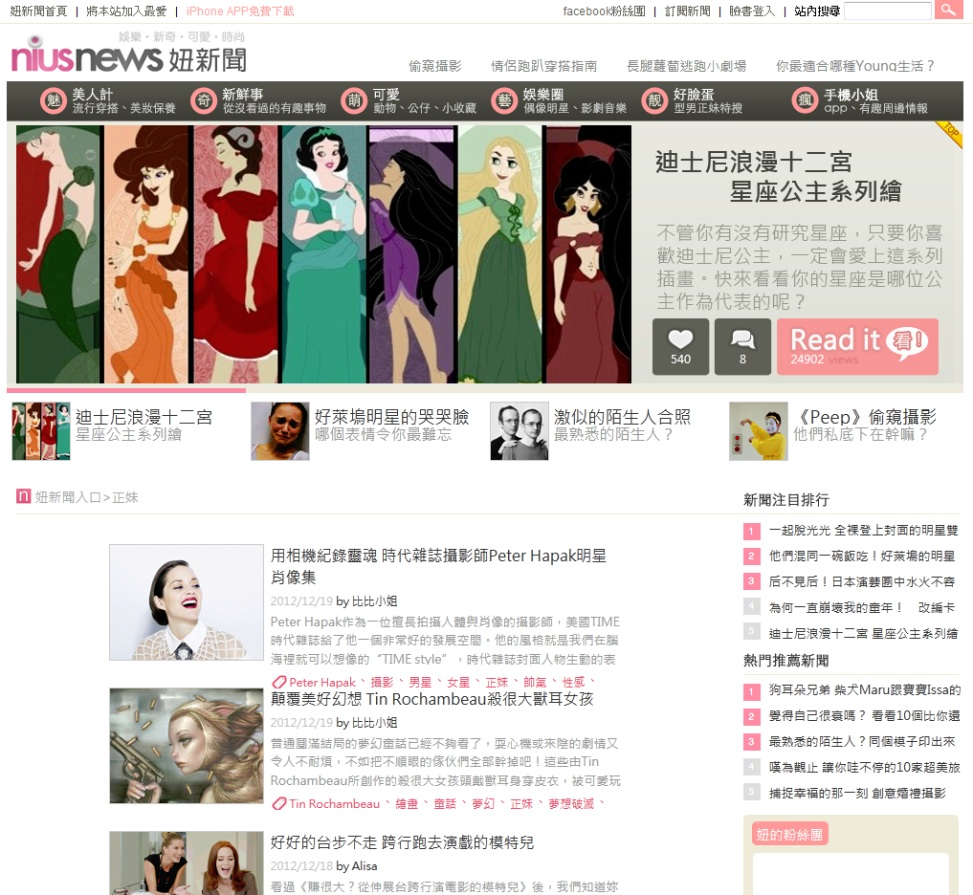 妞新聞首頁 | 將本站加入最愛 | iPhone APP免費下載
facebook粉絲團 | 訂閱新聞 | 臉書登入 | 站內搜尋
娛樂・新奇・可愛・時尚
niusnews 妞新聞
偷窺攝影 情侶跑趴穿搭指南 長腿蘿蔔逃跑小劇場 你最適合哪種Young生活？
魅 美人計
流行穿搭、美妝保養
奇 新鮮事
從沒看過的有趣事物
萌 可愛
動物、公仔、小收藏
藝 娛樂圈
偶像明星、影劇音樂
靓 好臉蛋
型男正妹特搜
瘋 手機小姐
app、有趣周邊情報
TOP
迪士尼浪漫十二宮
星座公主系列繪
不管你有沒有研究星座，只要你喜
歡迪士尼公主，一定會愛上這系列
插畫。快來看看你的星座是哪位公
主作為代表的呢？
540
8
Read it 看!
24902 views
迪士尼浪漫十二宮
星座公主系列繪
好萊塢明星的哭哭臉
哪個表情令你最難忘
激似的陌生人合照
最熟悉的陌生人？
《Peep》偷窺攝影
他們私底下在幹嘛？
n 妞新聞入口>正妹
用相機紀錄靈魂 時代雜誌攝影師Peter Hapak明星
肖像集
2012/12/19 by 比比小姐
Peter Hapak作為一位擅長拍攝人體與肖像的攝影師，美國TIME
時代雜誌給了他一個非常好的發展空間。他的風格就是我們在腦
海裡就可以想像的“TIME style”，時代雜誌封面人物生動的表
Peter Hapak、攝影、男星、女星、正妹、帥氣、性感、
顛覆美好幻想 Tin Rochambeau殺很大獸耳女孩
2012/12/19 by 比比小姐
普通圓滿結局的夢幻童話已經不夠看了，耍心機或來陰的劇情又
令人不耐煩，不如把不順眼的傢伙們全部幹掉吧！這些由Tin
Rochambeau所創作的殺很大女孩頭戴獸耳身穿皮衣，被可愛玩
Tin Rochambeau、繪畫、童話、夢幻、正妹、夢想破滅、
好好的台步不走 跨行跑去演戲的模特兒
2012/12/18 by Alisa
看過《賺很大？從伸展台跨行演電影的模特兒》後，我們知道妳
新聞注目排行
1 一起脫光光 全裸登上封面的明星雙
2 他們混同一碗飯吃！好萊塢的明星
3 后不見后！日本演藝圈中水火不容
4 為何一直崩壞我的童年！ 改編卡
5 迪士尼浪漫十二宮 星座公主系列繪
熱門推薦新聞
1 狗耳朵兄弟 柴犬Maru跟寶寶Issa的
2 覺得自己很衰嗎？ 看看10個比你還
3 最熟悉的陌生人？同個模子印出來
4 嘆為觀止 讓你哇不停的10家超美旅
5 捕捉幸福的那一刻 創意婚禮攝影
妞的粉絲團